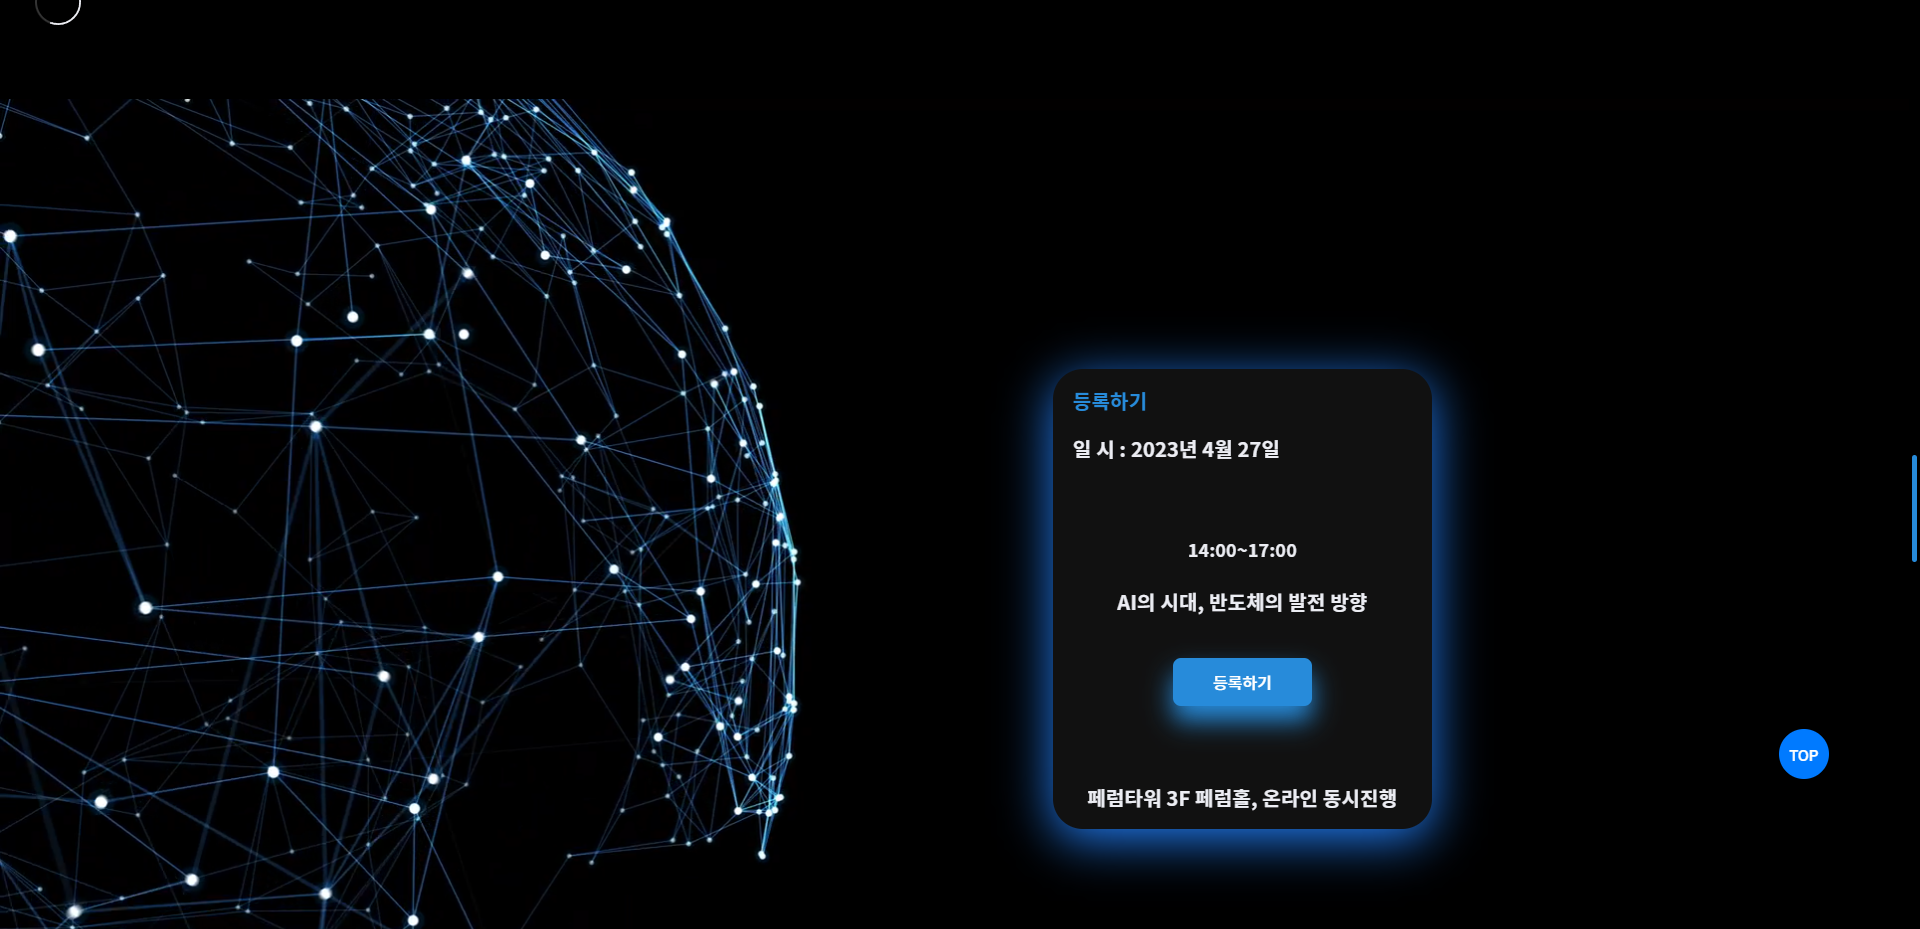 등록하기
일 시 : 2023년 4월 27일
14:00~17:00
AI의 시대, 반도체의 발전 방향
등록하기
TOP
페럼타워 3F 페럼홀, 온라인 동시진행